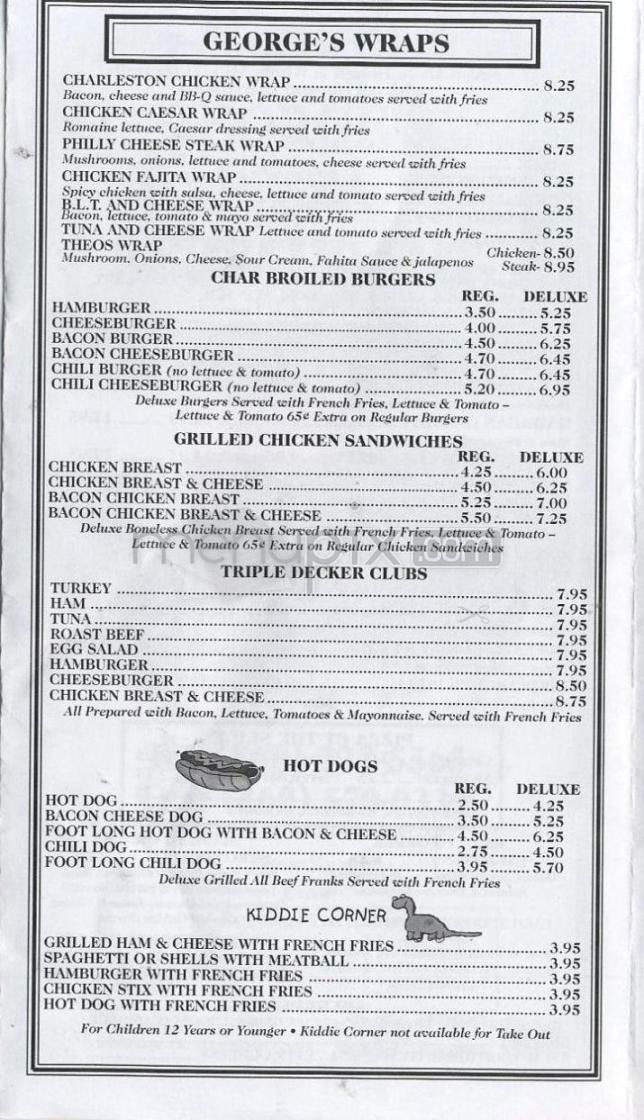 GEORGE'S WRAPS
CHARLESTON CHICKEN WRAP ........ 8.25
Bacon, cheese and BB-Q sauce, lettuce and tomatoes served with fries
CHICKEN CAESAR WRAP ........ 8.25
Romaine lettuce, Caesar dressing served with fries
PHILLY CHEESE STEAK WRAP ........ 8.75
Mushrooms, onions, lettuce and tomatoes, cheese served with fries
CHICKEN FAJITA WRAP ........ 8.25
Spicy chicken with salsa, cheese, lettuce and tomato served with fries
B.L.T. AND CHEESE WRAP ........ 8.25
Bacon, lettuce, tomato & mayo served with fries
TUNA AND CHEESE WRAP Lettuce and tomato served with fries ........ 8.25
THEOS WRAP Chicken- 8.50
Mushroom, Onions, Cheese, Sour Cream, Fahita Sauce & jalapenos Steak- 8.95
CHAR BROILED BURGERS
REG. DELUXE
HAMBURGER ........ 3.50 ........ 5.25
CHEESEBURGER ........ 4.00 ........ 5.75
BACON BURGER ........ 4.50 ........ 6.25
BACON CHEESEBURGER ........ 4.70 ........ 6.45
CHILI BURGER (no lettuce & tomato) ........ 4.70 ........ 6.45
CHILI CHEESEBURGER (no lettuce & tomato) ........ 5.20 ........ 6.95
Deluxe Burgers Served with French Fries, Lettuce & Tomato –
Lettuce & Tomato 65¢ Extra on Regular Burgers
GRILLED CHICKEN SANDWICHES
REG. DELUXE
CHICKEN BREAST ........ 4.25 ........ 6.00
CHICKEN BREAST & CHEESE ........ 4.50 ........ 6.25
BACON CHICKEN BREAST ........ 5.25 ........ 7.00
BACON CHICKEN BREAST & CHEESE ........ 5.50 ........ 7.25
Deluxe Boneless Chicken Breast Served with French Fries, Lettuce & Tomato –
Lettuce & Tomato 65¢ Extra on Regular Chicken Sandwiches
menupix.com
TRIPLE DECKER CLUBS
TURKEY ........ 7.95
HAM ........ 7.95
TUNA ........ 7.95
ROAST BEEF ........ 7.95
EGG SALAD ........ 7.95
HAMBURGER ........ 7.95
CHEESEBURGER ........ 8.50
CHICKEN BREAST & CHEESE ........ 8.75
All Prepared with Bacon, Lettuce, Tomatoes & Mayonnaise. Served with French Fries
HOT DOGS
REG. DELUXE
HOT DOG ........ 2.50 ........ 4.25
BACON CHEESE DOG ........ 3.50 ........ 5.25
FOOT LONG HOT DOG WITH BACON & CHEESE ........ 4.50 ........ 6.25
CHILI DOG ........ 2.75 ........ 4.50
FOOT LONG CHILI DOG ........ 3.95 ........ 5.70
Deluxe Grilled All Beef Franks Served with French Fries
KIDDIE CORNER
GRILLED HAM & CHEESE WITH FRENCH FRIES ........ 3.95
SPAGHETTI OR SHELLS WITH MEATBALL ........ 3.95
HAMBURGER WITH FRENCH FRIES ........ 3.95
CHICKEN STIX WITH FRENCH FRIES ........ 3.95
HOT DOG WITH FRENCH FRIES ........ 3.95
For Children 12 Years or Younger • Kiddie Corner not available for Take Out